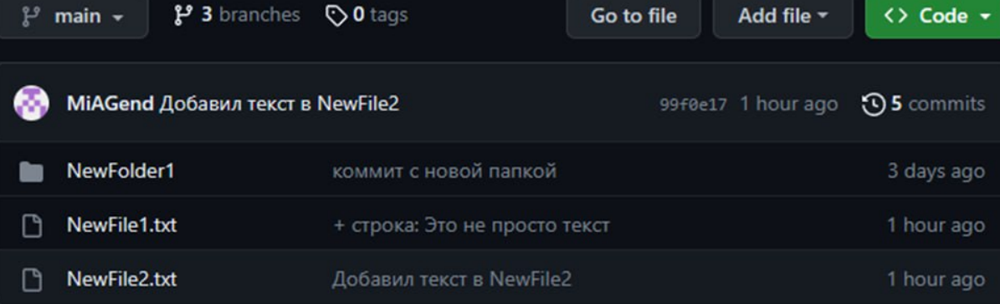 main 3 branches 0 tags Go to file Add file <> Code
MiAGend Добавил текст в NewFile2 99f0e17 1 hour ago 5 commits
NewFolder1 коммит с новой папкой 3 days ago
NewFile1.txt + строка: Это не просто текст 1 hour ago
NewFile2.txt Добавил текст в NewFile2 1 hour ago